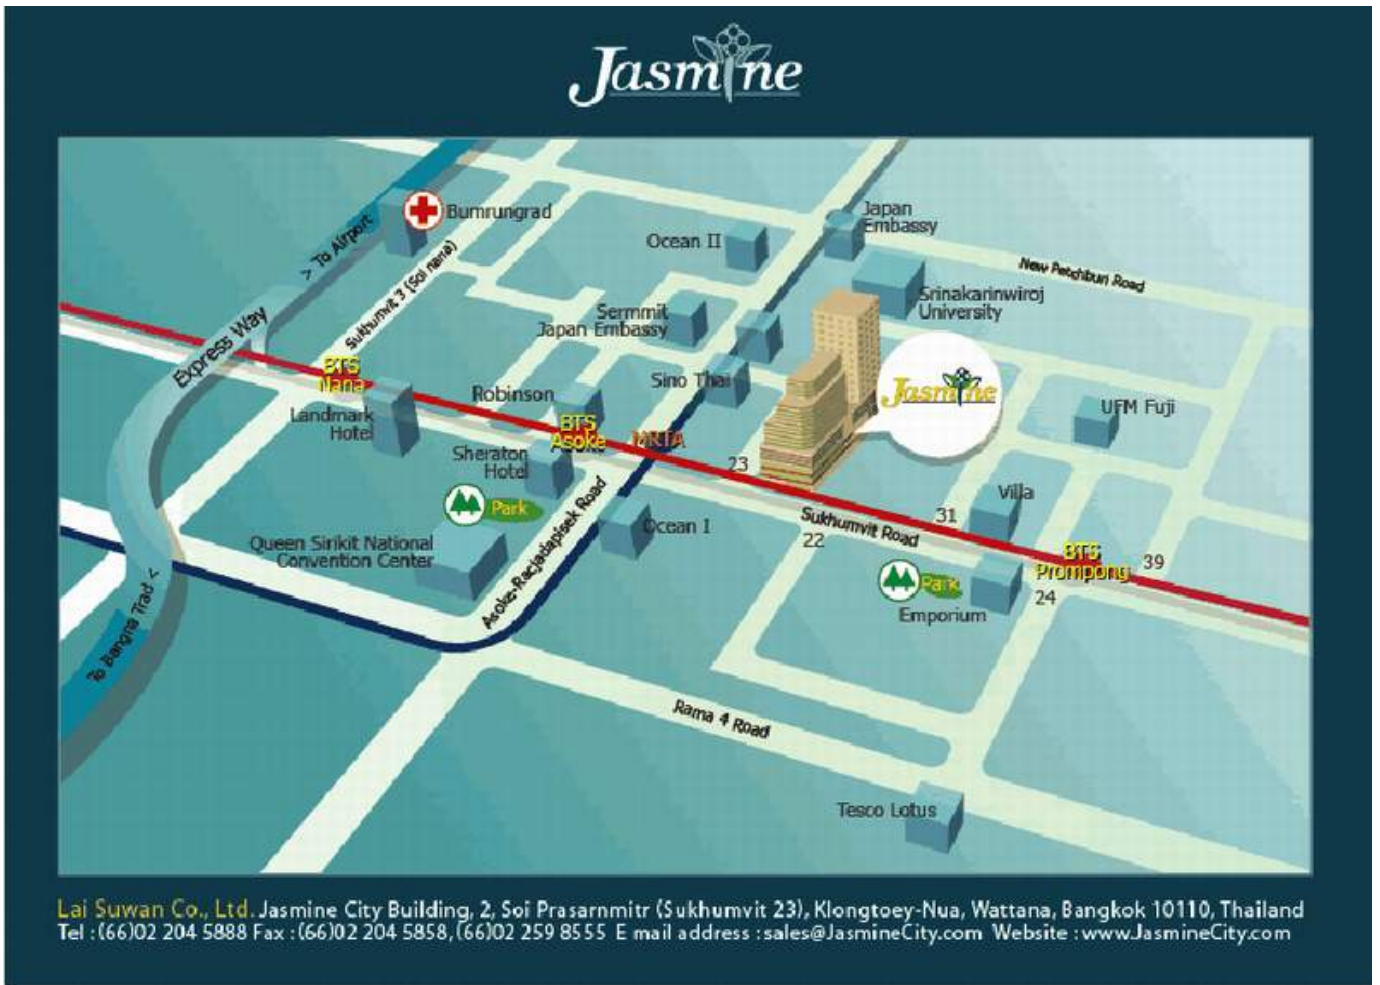 Jasmine
Bumrungrad
Japan
Embassy
> To Airport
Ocean II
Sukhumvit 3 (Soi nana)
New Petchburi Road
Srinakarinwiroj
University
Sermmit
Japan Embassy
Express Way
BTS
Nana
Sino Thai
Jasmine
Robinson
Landmark
Hotel
UFM Fuji
BTS
Asoke
Asoke
MRTA
Sheraton
Hotel
23
Villa
Park
31
Sukhumvit Road
Ocean I
22
Queen Sirikit National
Convention Center
Asoke-Racjadapisek Road
BTS
Prompong
39
Park
24
Emporium
To Bangna Trad <
Rama 4 Road
Tesco Lotus
Lai Suwan Co., Ltd. Jasmine City Building, 2, Soi Prasarnmitr (Sukhumvit 23), Klongtoey-Nua, Wattana, Bangkok 10110, Thailand
Tel : (66)02 204 5888 Fax : (66)02 204 5858, (66)02 259 8555 E mail address : sales@JasmineCity.com Website : www.JasmineCity.com